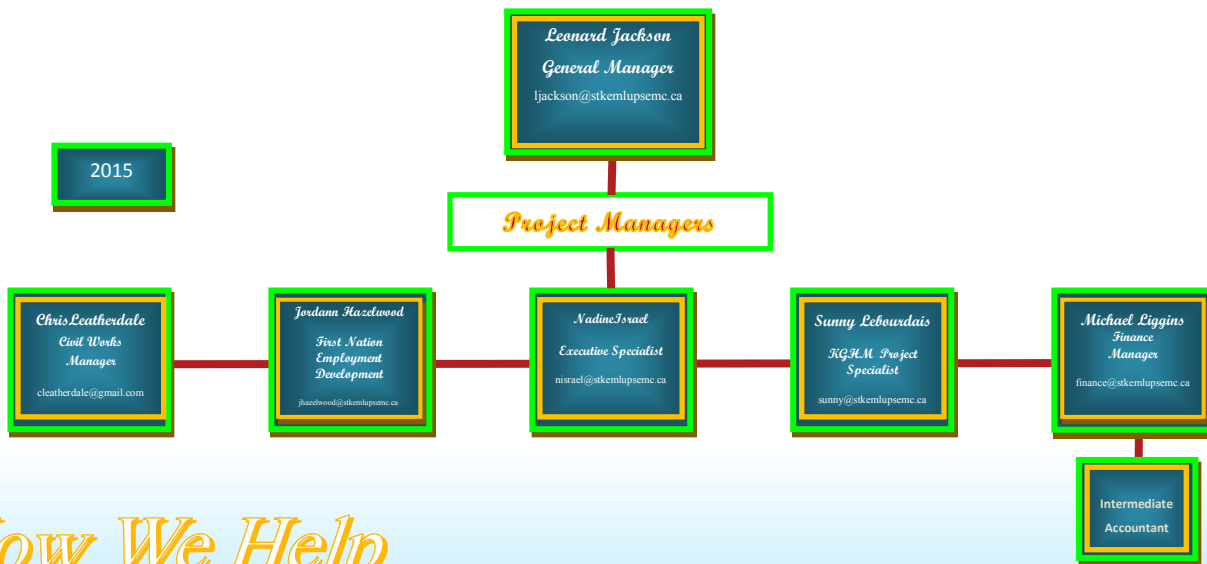 Leonard Jackson
General Manager
ljackson@stkemlupsemc.ca
2015
Project Managers
ChrisLeatherdale
Civil Works
Manager
cleatherdale@gmail.com
Jordann Hazelwood
First Nation
Employment
Development
jhazelwood@stkemlupsemc.ca
NadineIsrael
Executive Specialist
nisrael@stkemlupsemc.ca
Sunny Lebourdais
KGHM Project
Specialist
sunny@stkemlupsemc.ca
Michael Liggins
Finance
Manager
finance@stkemlupsemc.ca
Intermediate
Accountant
We Help